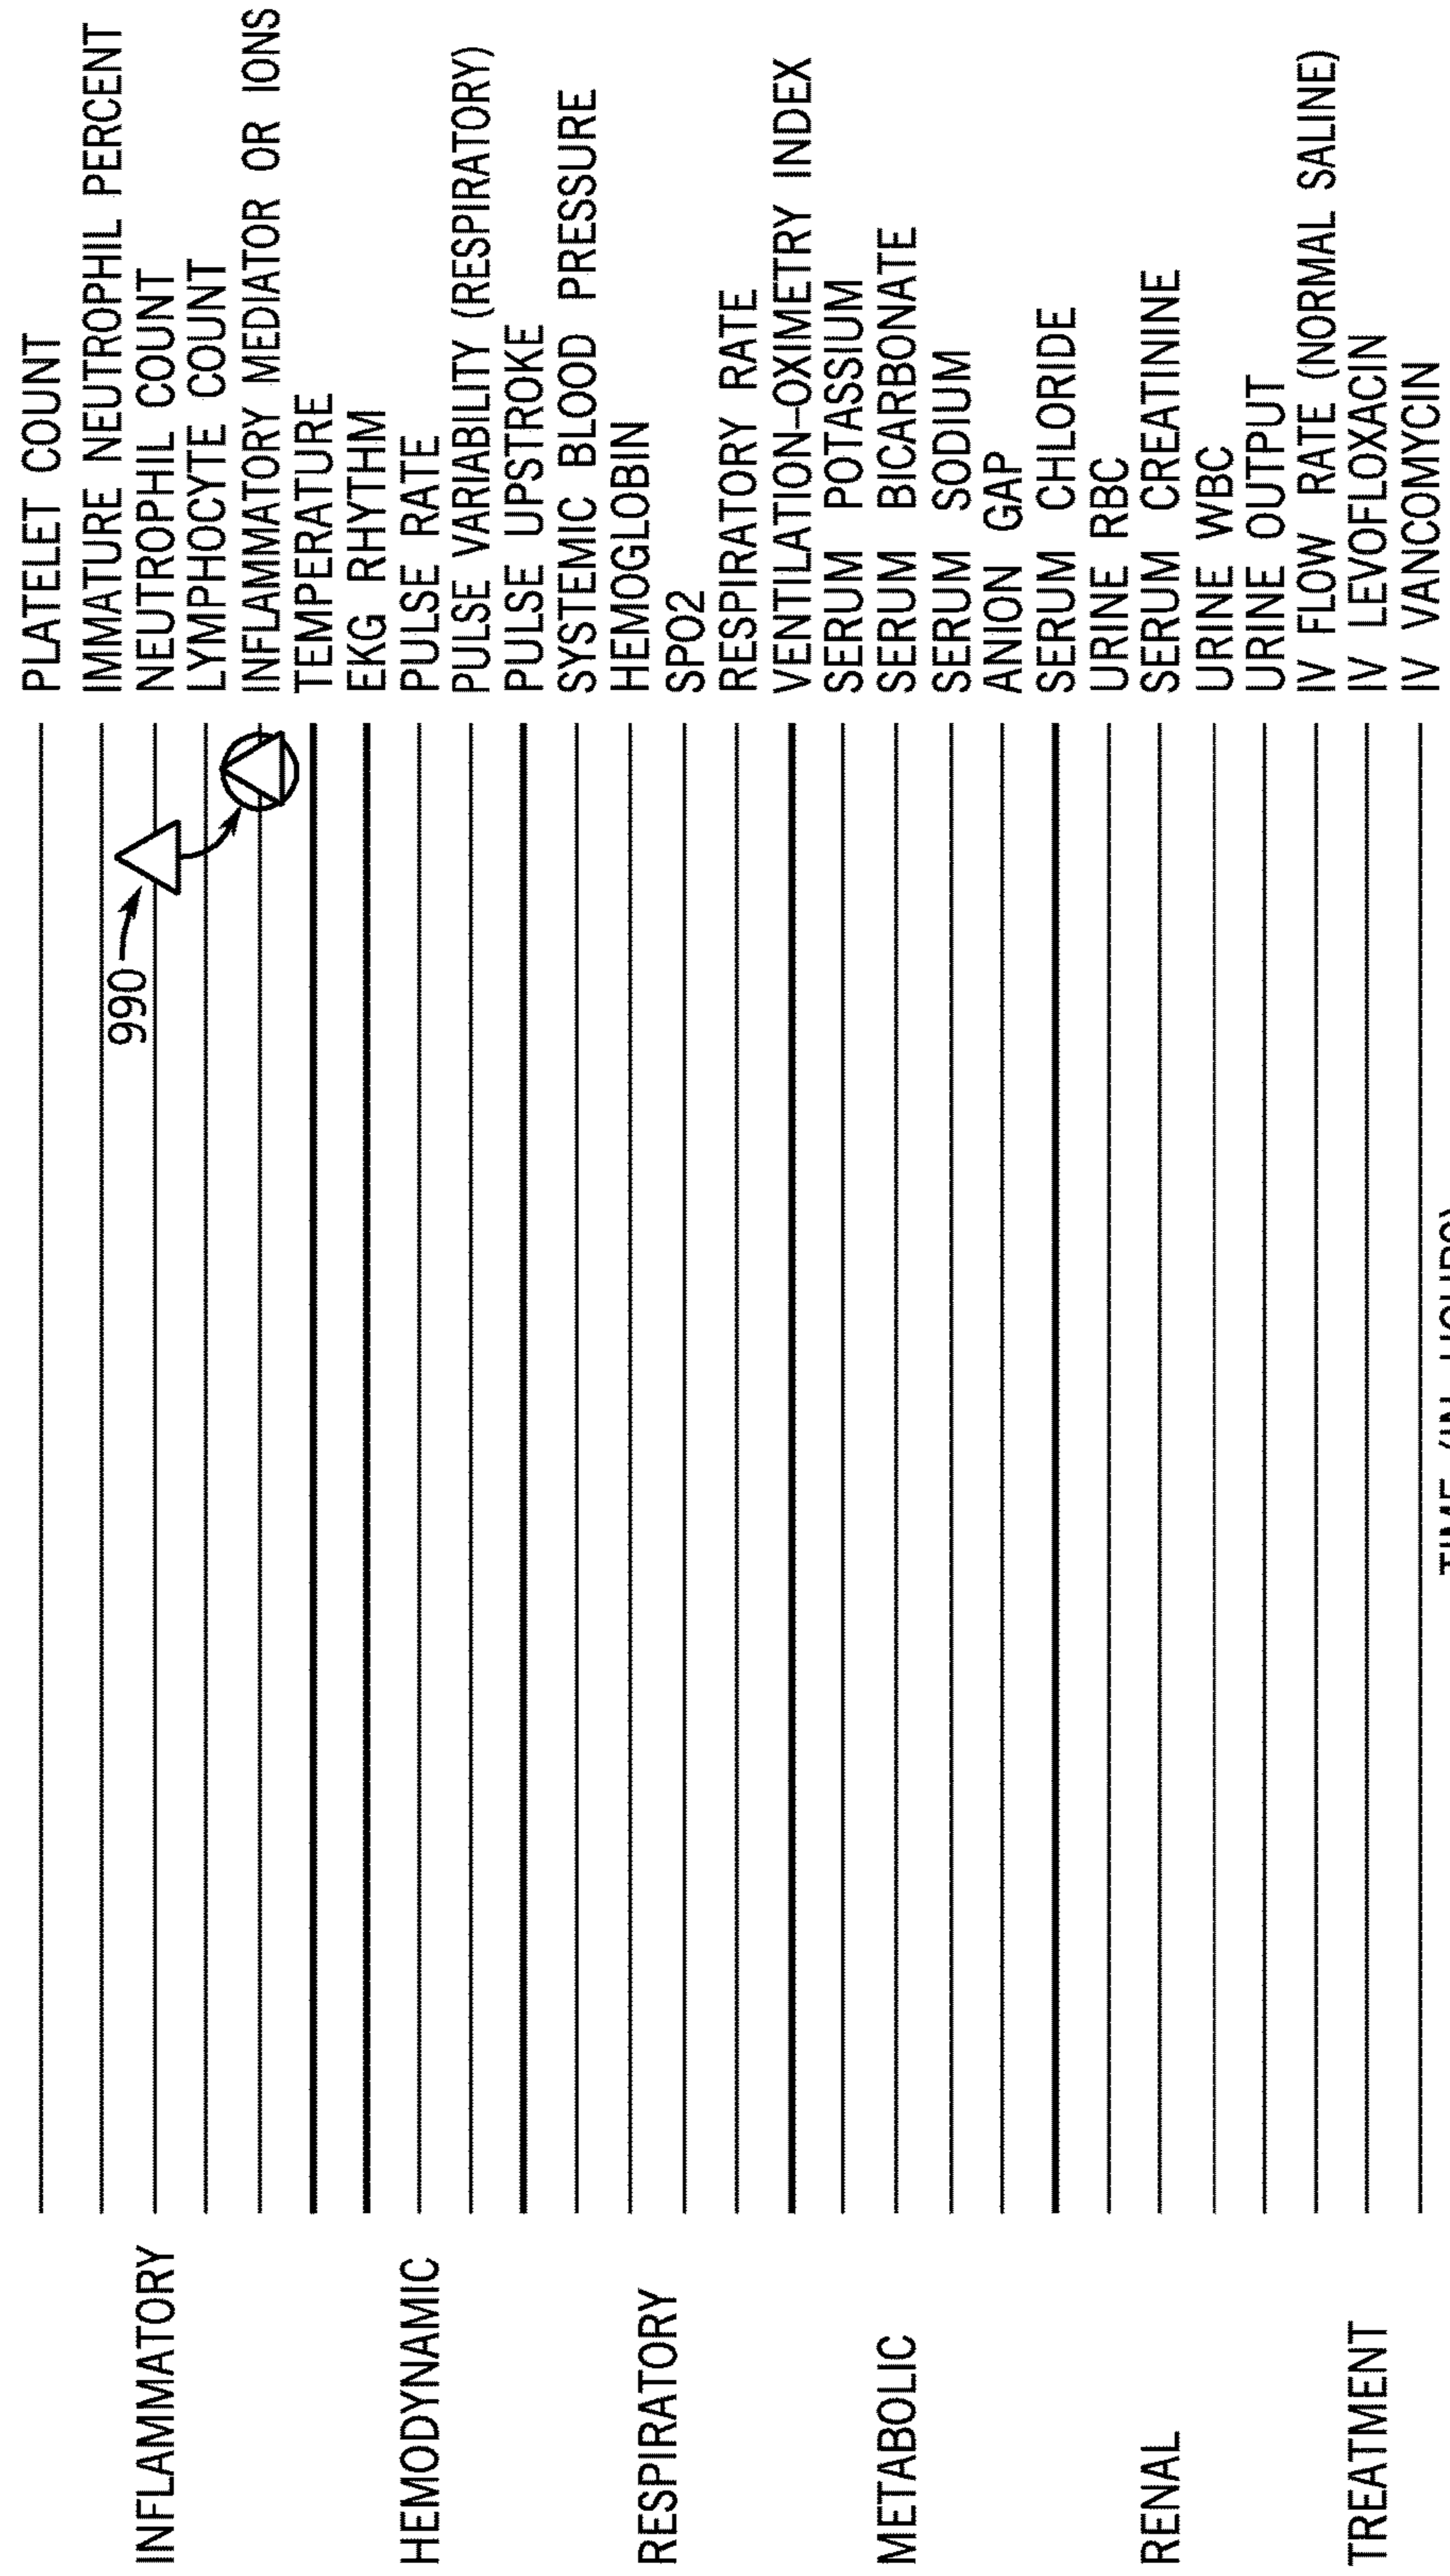 PLATELET COUNT
IMMATURE NEUTROPHIL PERCENT
990
INFLAMMATORY
NEUTROPHIL COUNT
LYMPHOCYTE COUNT
INFLAMMATORY MEDIATOR OR IONS
TEMPERATURE
EKG RHYTHM
HEMODYNAMIC
PULSE RATE
PULSE VARIABILITY (RESPIRATORY)
PULSE UPSTROKE
SYSTEMIC BLOOD PRESSURE
HEMOGLOBIN
RESPIRATORY
SPO2
RESPIRATORY RATE
VENTILATION-OXIMETRY INDEX
SERUM POTASSIUM
METABOLIC
SERUM BICARBONATE
SERUM SODIUM
ANION GAP
SERUM CHLORIDE
URINE RBC
RENAL
SERUM CREATININE
URINE WBC
URINE OUTPUT
IV FLOW RATE (NORMAL SALINE)
TREATMENT
IV LEVOFLOXACIN
IV VANCOMYCIN
TIME (IN HOURS)